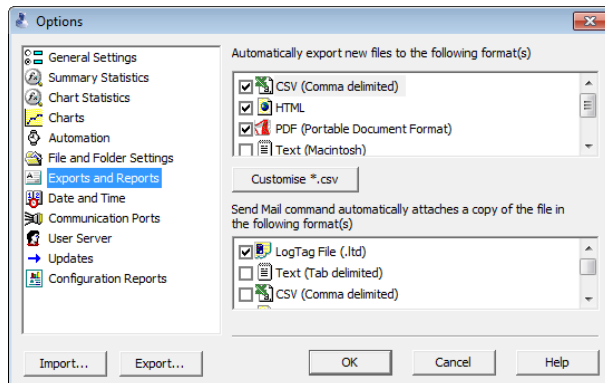 Options
General Settings
Summary Statistics
Chart Statistics
Charts
Automation
File and Folder Settings
Exports and Reports
Date and Time
Communication Ports
User Server
Updates
Configuration Reports
Import...
Export...
Automatically export new files to the following format(s)
CSV (Comma delimited)
HTML
PDF (Portable Document Format)
Text (Macintosh)
Customise *.csv
Send Mail command automatically attaches a copy of the file in
the following format(s)
LogTag File (.ltd)
Text (Tab delimited)
CSV (Comma delimited)
OK
Cancel
Help